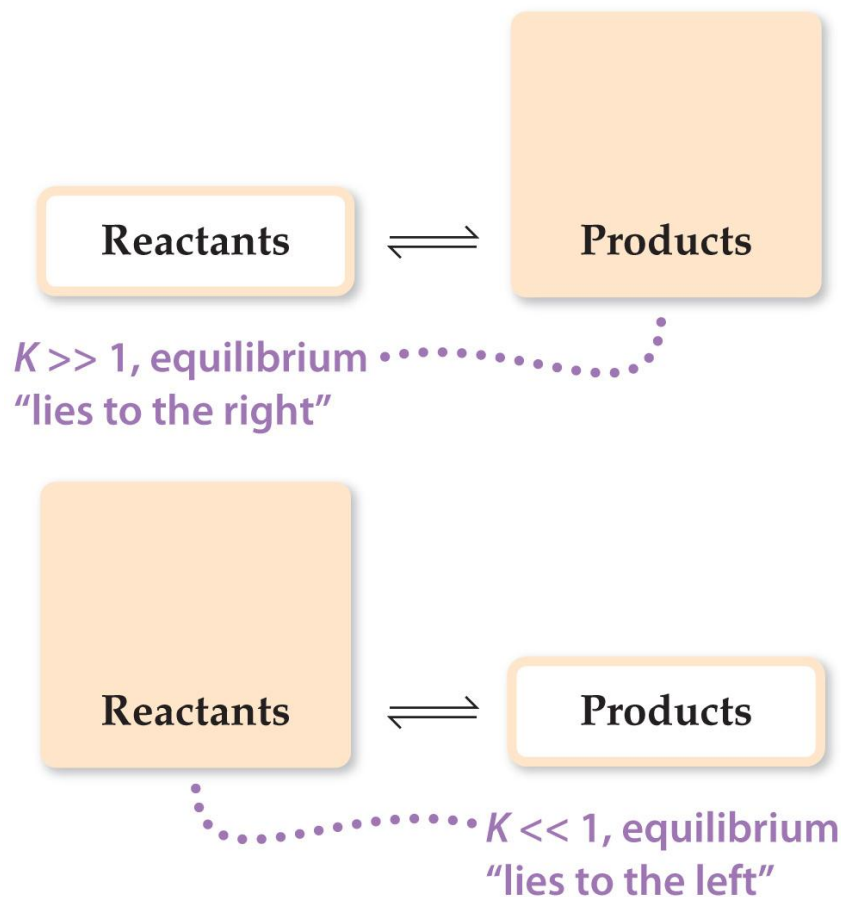 Reactants ⇌ Products
K >> 1, equilibrium
“lies to the right”
Reactants ⇌ Products
K << 1, equilibrium
“lies to the left”